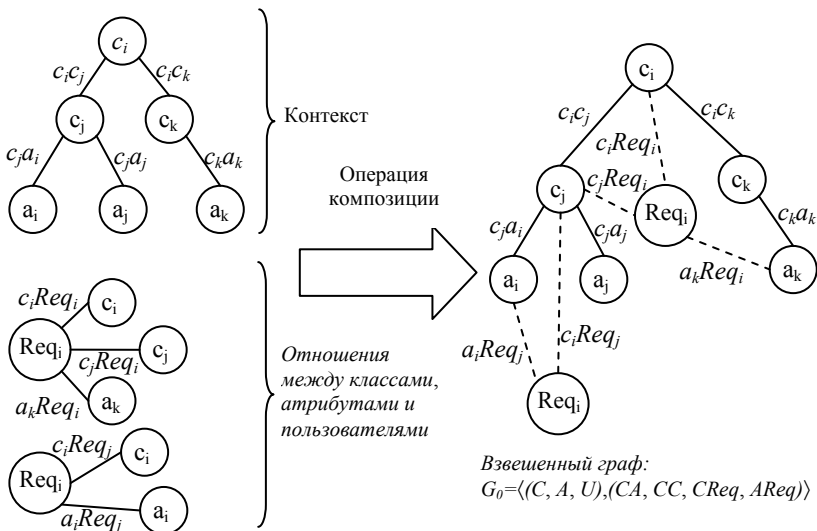 c_i
c_ic_j
c_ic_k
c_j
c_k
c_ja_i
c_ja_j
c_ka_k
a_i
a_j
a_k
Контекст
c_iReq_i
c_i
Req_i
c_jReq_i
c_j
a_kReq_i
a_k
c_iReq_j
c_i
Req_i
a_iReq_j
a_i
Отношения
между классами,
атрибутами и
пользователями
Операция
композиции
c_i
c_ic_j
c_ic_k
c_iReq_i
c_jReq_i
c_j
c_k
Req_i
c_ja_i
c_ja_j
c_ka_k
a_i
a_j
a_kReq_i
a_k
a_iReq_j
c_iReq_j
Req_i
Взвешенный граф:
G_0=⟨(C, A, U),(CA, CC, CReq, AReq)⟩